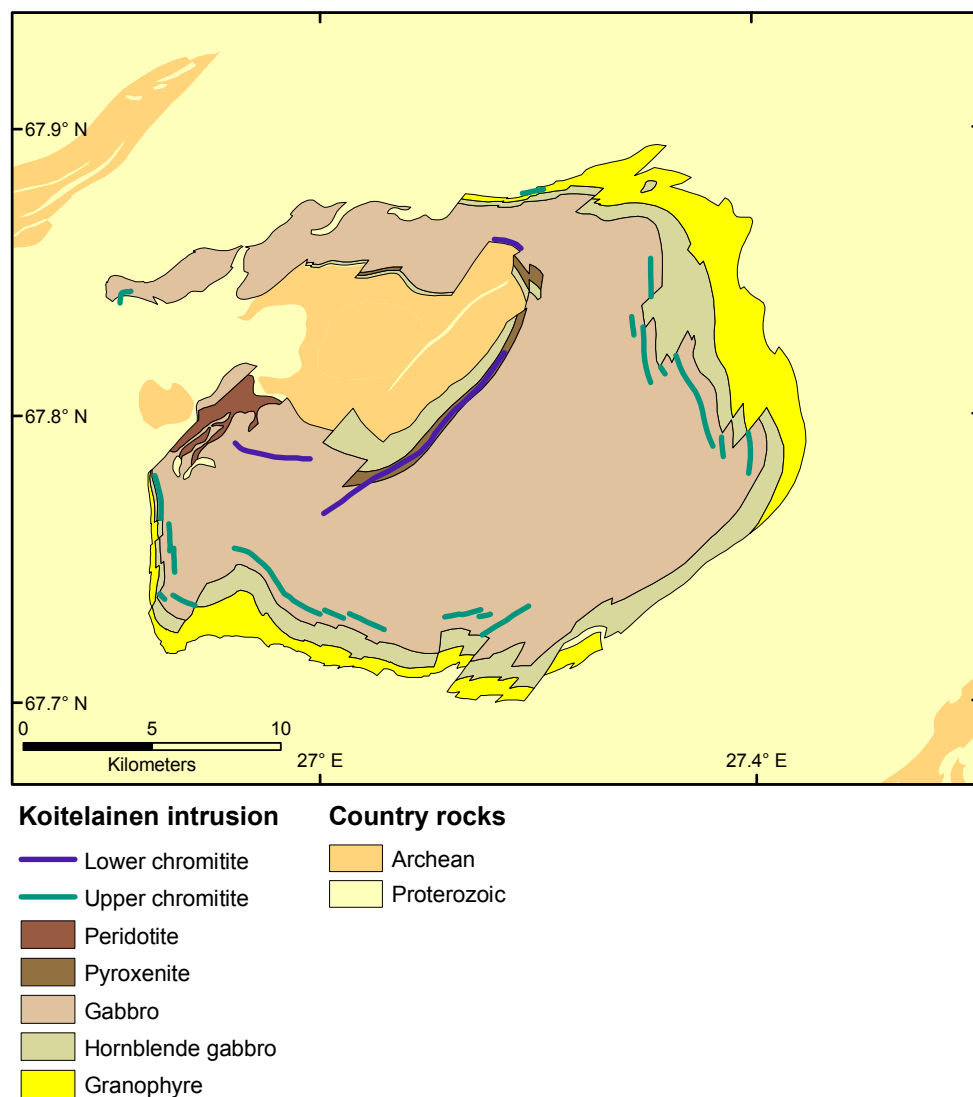 67.9° N
67.8° N
67.7° N
0 5 10
Kilometers
27° E
27.4° E
Koitelainen intrusion
Lower chromitite
Upper chromitite
Peridotite
Pyroxenite
Gabbro
Hornblende gabbro
Granophyre
Country rocks
Archean
Proterozoic